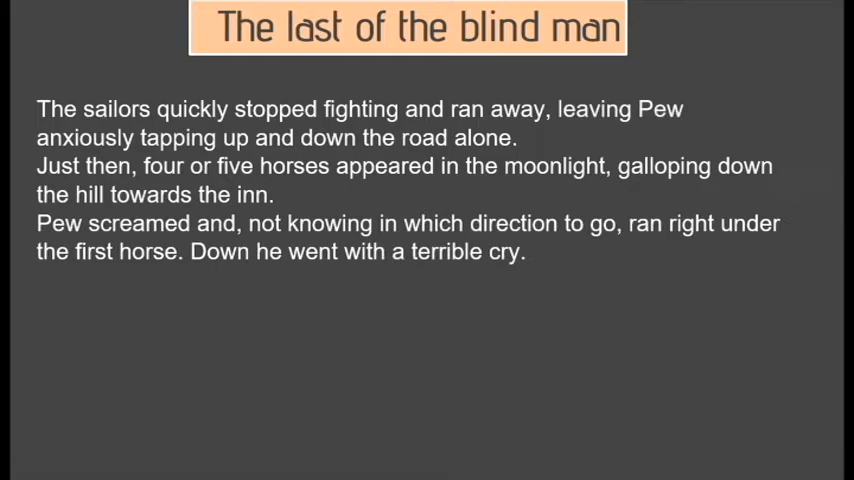 The last of the blind man
The sailors quickly stopped fighting and ran away, leaving Pew
anxiously tapping up and down the road alone.
Just then, four or five horses appeared in the moonlight, galloping down
the hill towards the inn.
Pew screamed and, not knowing in which direction to go, ran right under
the first horse. Down he went with a terrible cry.